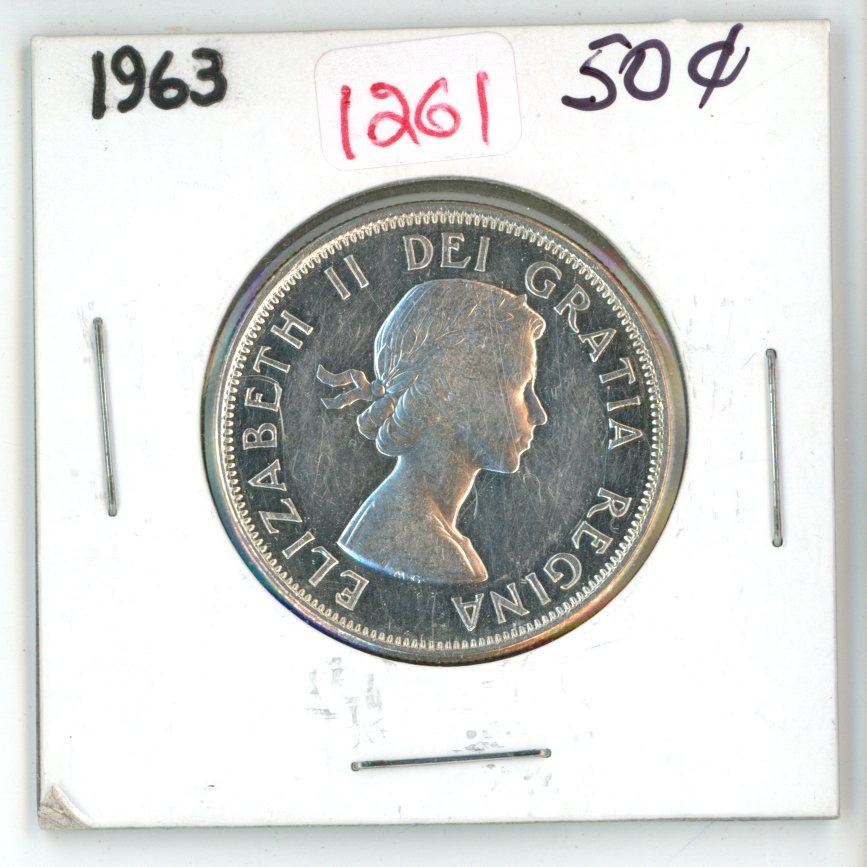 1963 1261 50¢
ELIZABETH II DEI GRATIA REGINA